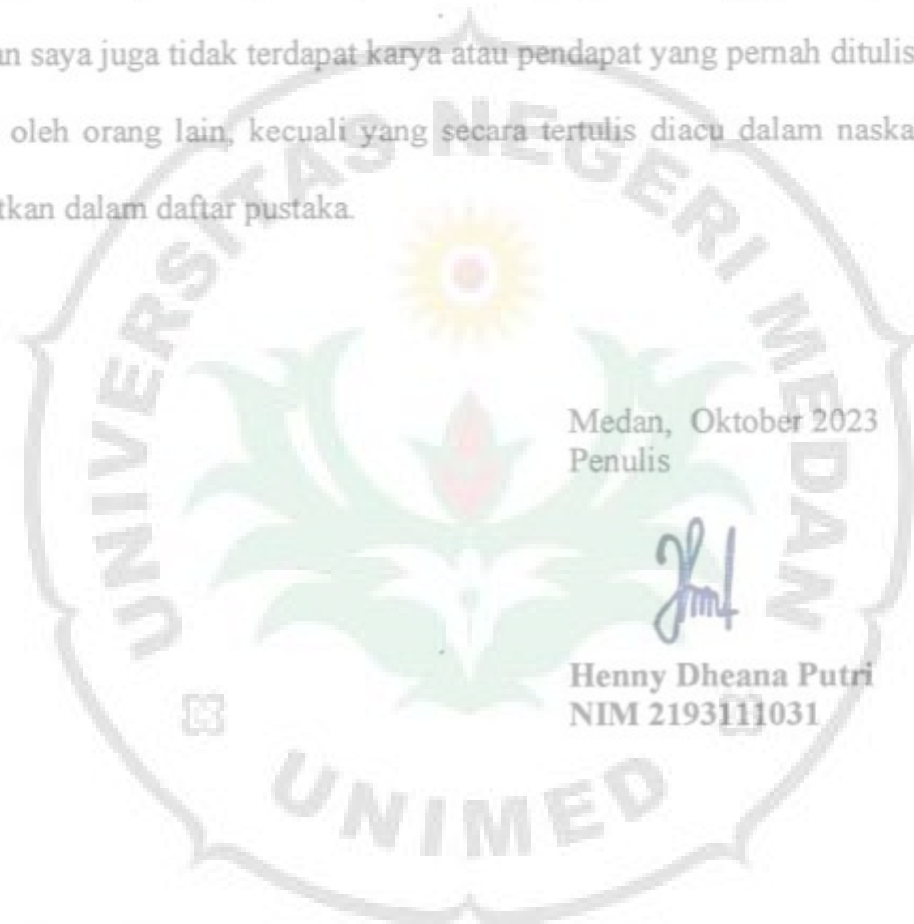 an saya juga tidak terdapat karya atau pendapat yang pernah ditulis
oleh orang lain, kecuali yang secara tertulis diacu dalam naska
tkan dalam daftar pustaka.
UNIVERSITAS NEGERI MEDAN
Medan, Oktober 2023
Penulis
Henny Dheana Putri
NIM 2193111031
UNIMED